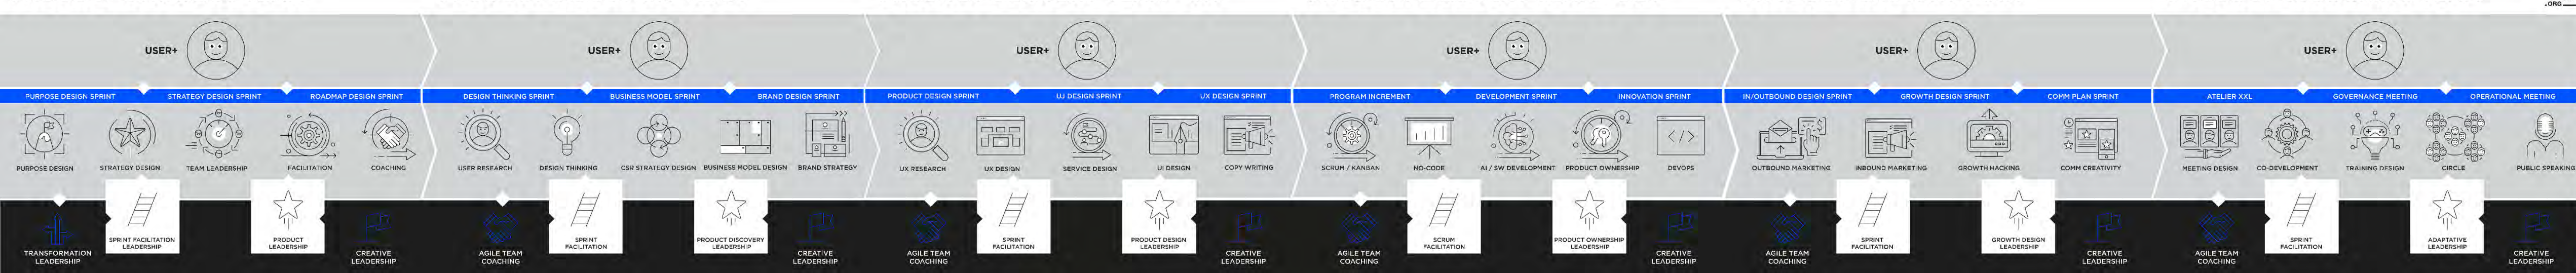 .ORG
USER+
USER+
USER+
USER+
USER+
USER+
PURPOSE DESIGN SPRINT
STRATEGY DESIGN SPRINT
ROADMAP DESIGN SPRINT
DESIGN THINKING SPRINT
BUSINESS MODEL SPRINT
BRAND DESIGN SPRINT
PRODUCT DESIGN SPRINT
UJ DESIGN SPRINT
UX DESIGN SPRINT
PROGRAM INCREMENT
DEVELOPMENT SPRINT
INNOVATION SPRINT
IN/OUTBOUND DESIGN SPRINT
GROWTH DESIGN SPRINT
COMM PLAN SPRINT
ATELIER XXL
GOVERNANCE MEETING
OPERATIONAL MEETING
PURPOSE DESIGN
STRATEGY DESIGN
TEAM LEADERSHIP
FACILITATION
COACHING
USER RESEARCH
DESIGN THINKING
CSR STRATEGY DESIGN
BUSINESS MODEL DESIGN
BRAND STRATEGY
UX RESEARCH
UX DESIGN
SERVICE DESIGN
UI DESIGN
COPY WRITING
SCRUM / KANBAN
NO-CODE
AI / SW DEVELOPMENT
PRODUCT OWNERSHIP
DEVOPS
OUTBOUND MARKETING
INBOUND MARKETING
GROWTH HACKING
COMM CREATIVITY
MEETING DESIGN
CO-DEVELOPMENT
TRAINING DESIGN
CIRCLE
PUBLIC SPEAKING
TRANSFORMATION
LEADERSHIP
SPRINT FACILITATION
LEADERSHIP
PRODUCT
LEADERSHIP
CREATIVE
LEADERSHIP
AGILE TEAM
COACHING
SPRINT
FACILITATION
PRODUCT DISCOVERY
LEADERSHIP
CREATIVE
LEADERSHIP
AGILE TEAM
COACHING
SPRINT
FACILITATION
PRODUCT DESIGN
LEADERSHIP
CREATIVE
LEADERSHIP
AGILE TEAM
COACHING
SCRUM
FACILITATION
PRODUCT OWNERSHIP
LEADERSHIP
CREATIVE
LEADERSHIP
AGILE TEAM
COACHING
SPRINT
FACILITATION
GROWTH DESIGN
LEADERSHIP
CREATIVE
LEADERSHIP
AGILE TEAM
COACHING
SPRINT
FACILITATION
ADAPTATIVE
LEADERSHIP
CREATIVE
LEADERSHIP